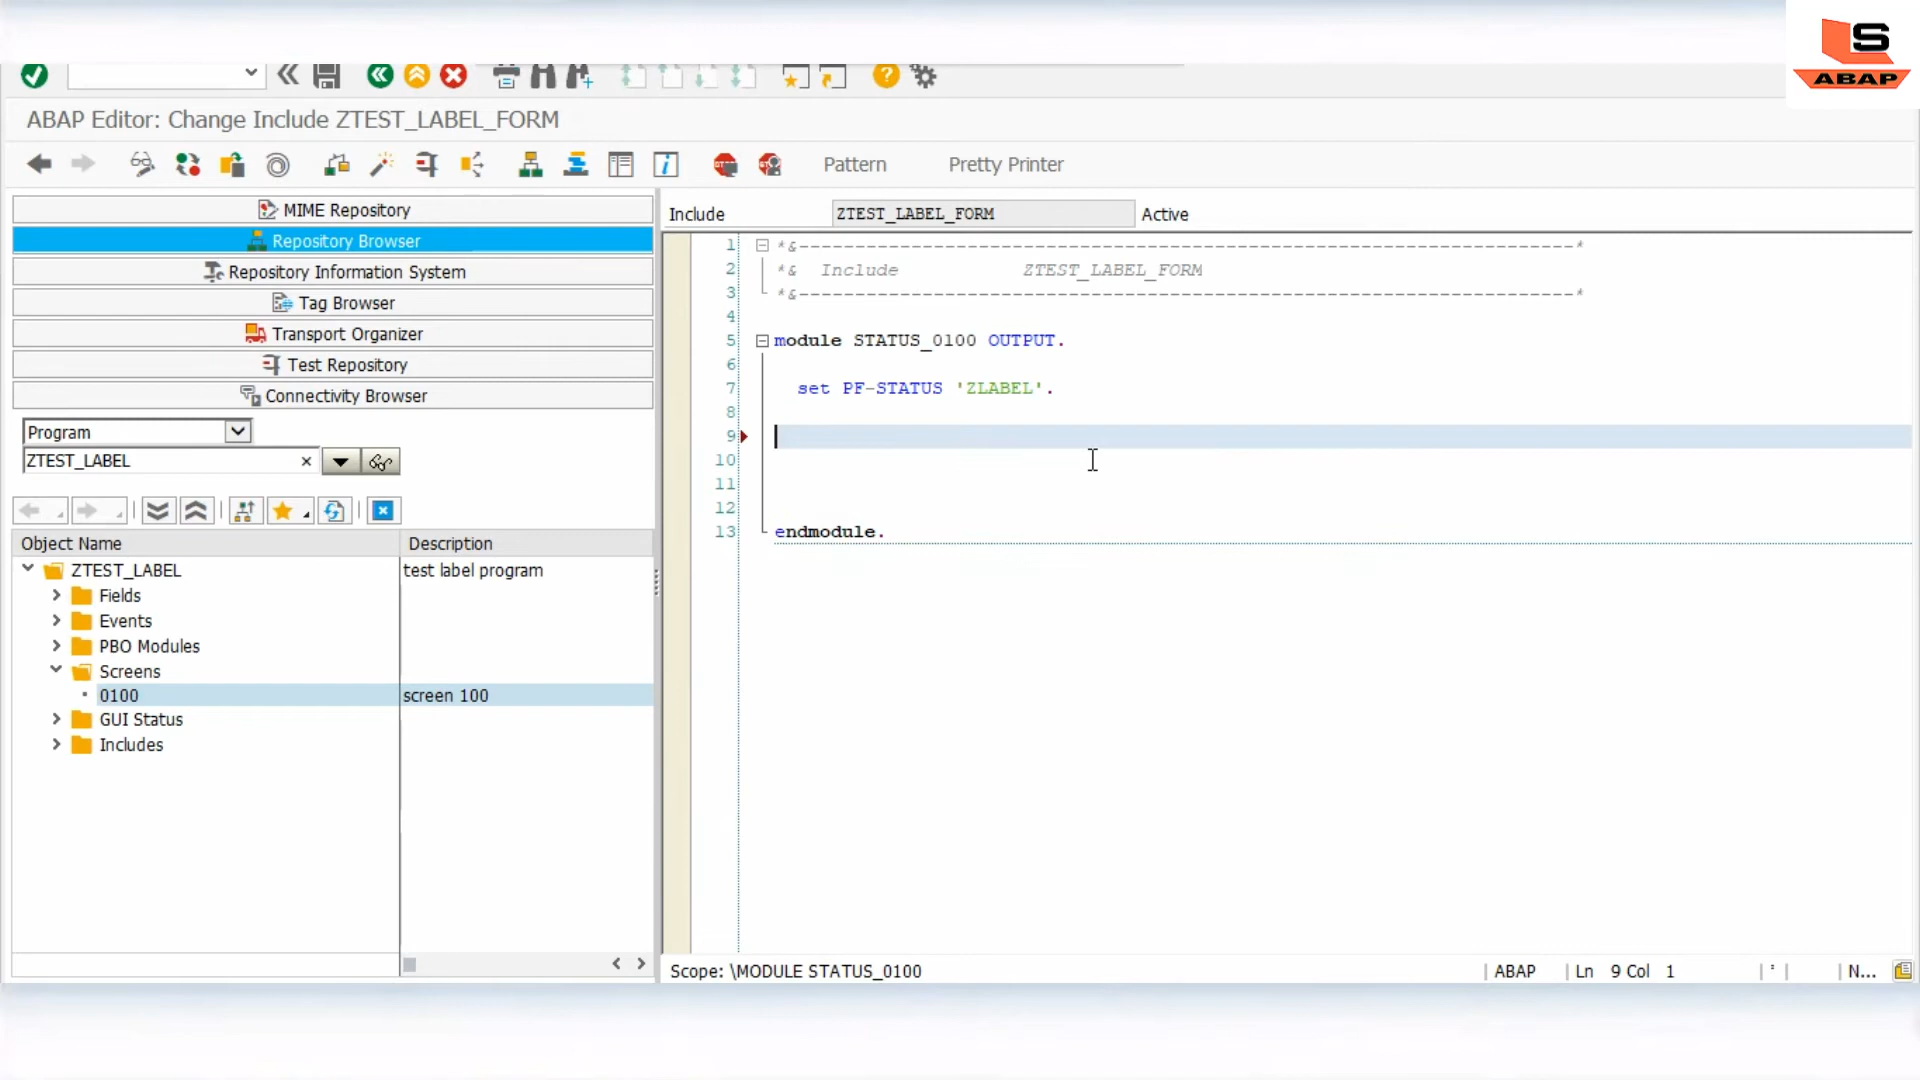 S
ABAP
ABAP Editor: Change Include ZTEST_LABEL_FORM
Pattern Pretty Printer
MIME Repository
Repository Browser
Repository Information System
Tag Browser
Transport Organizer
Test Repository
Connectivity Browser
Program
ZTEST_LABEL
Object Name Description
ZTEST_LABEL test label program
Fields
Events
PBO Modules
Screens
0100 screen 100
GUI Status
Includes
Include ZTEST_LABEL_FORM Active
1 *&---------------------------------------------------------------------*
2 *& Include ZTEST_LABEL_FORM
3 *&---------------------------------------------------------------------*
4
5 module STATUS_0100 OUTPUT.
6
7 set PF-STATUS 'ZLABEL'.
8
9
10
11
12
13 endmodule.
Scope: \MODULE STATUS_0100 ABAP Ln 9 Col 1 N...